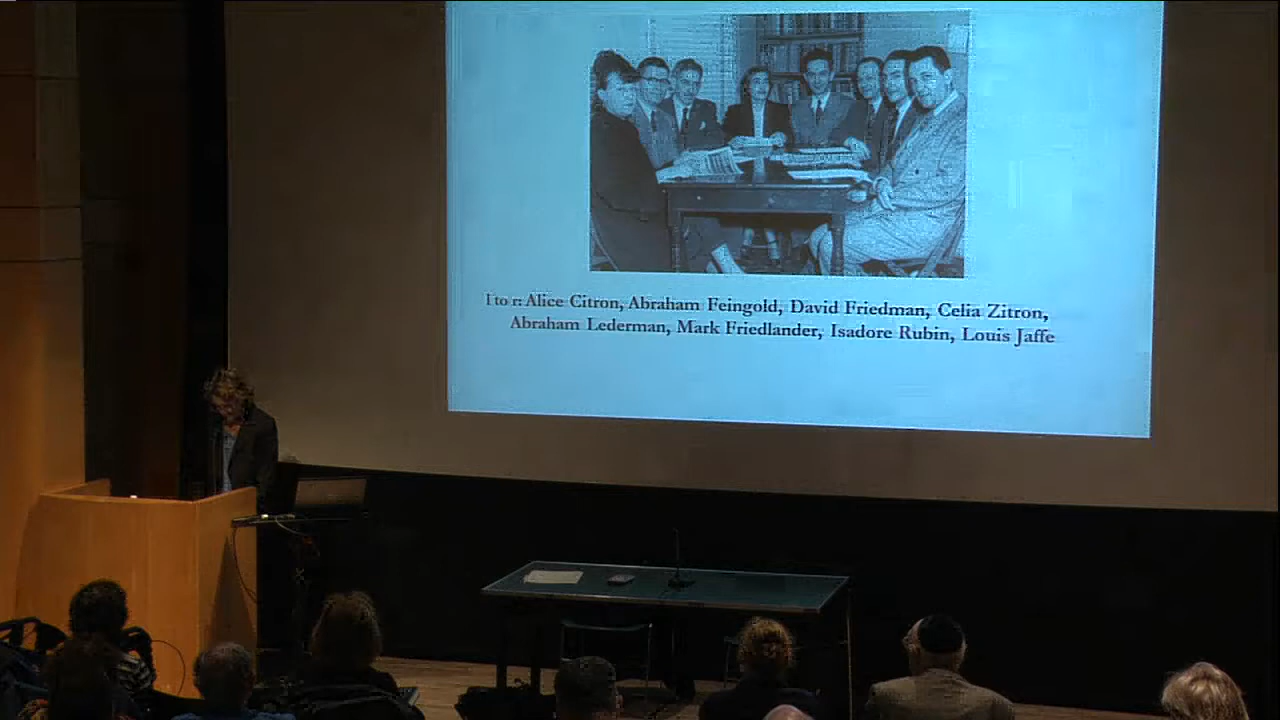 l to r: Alice Citron, Abraham Feingold, David Friedman, Celia Zitron,
Abraham Lederman, Mark Friedlander, Isadore Rubin, Louis Jaffe